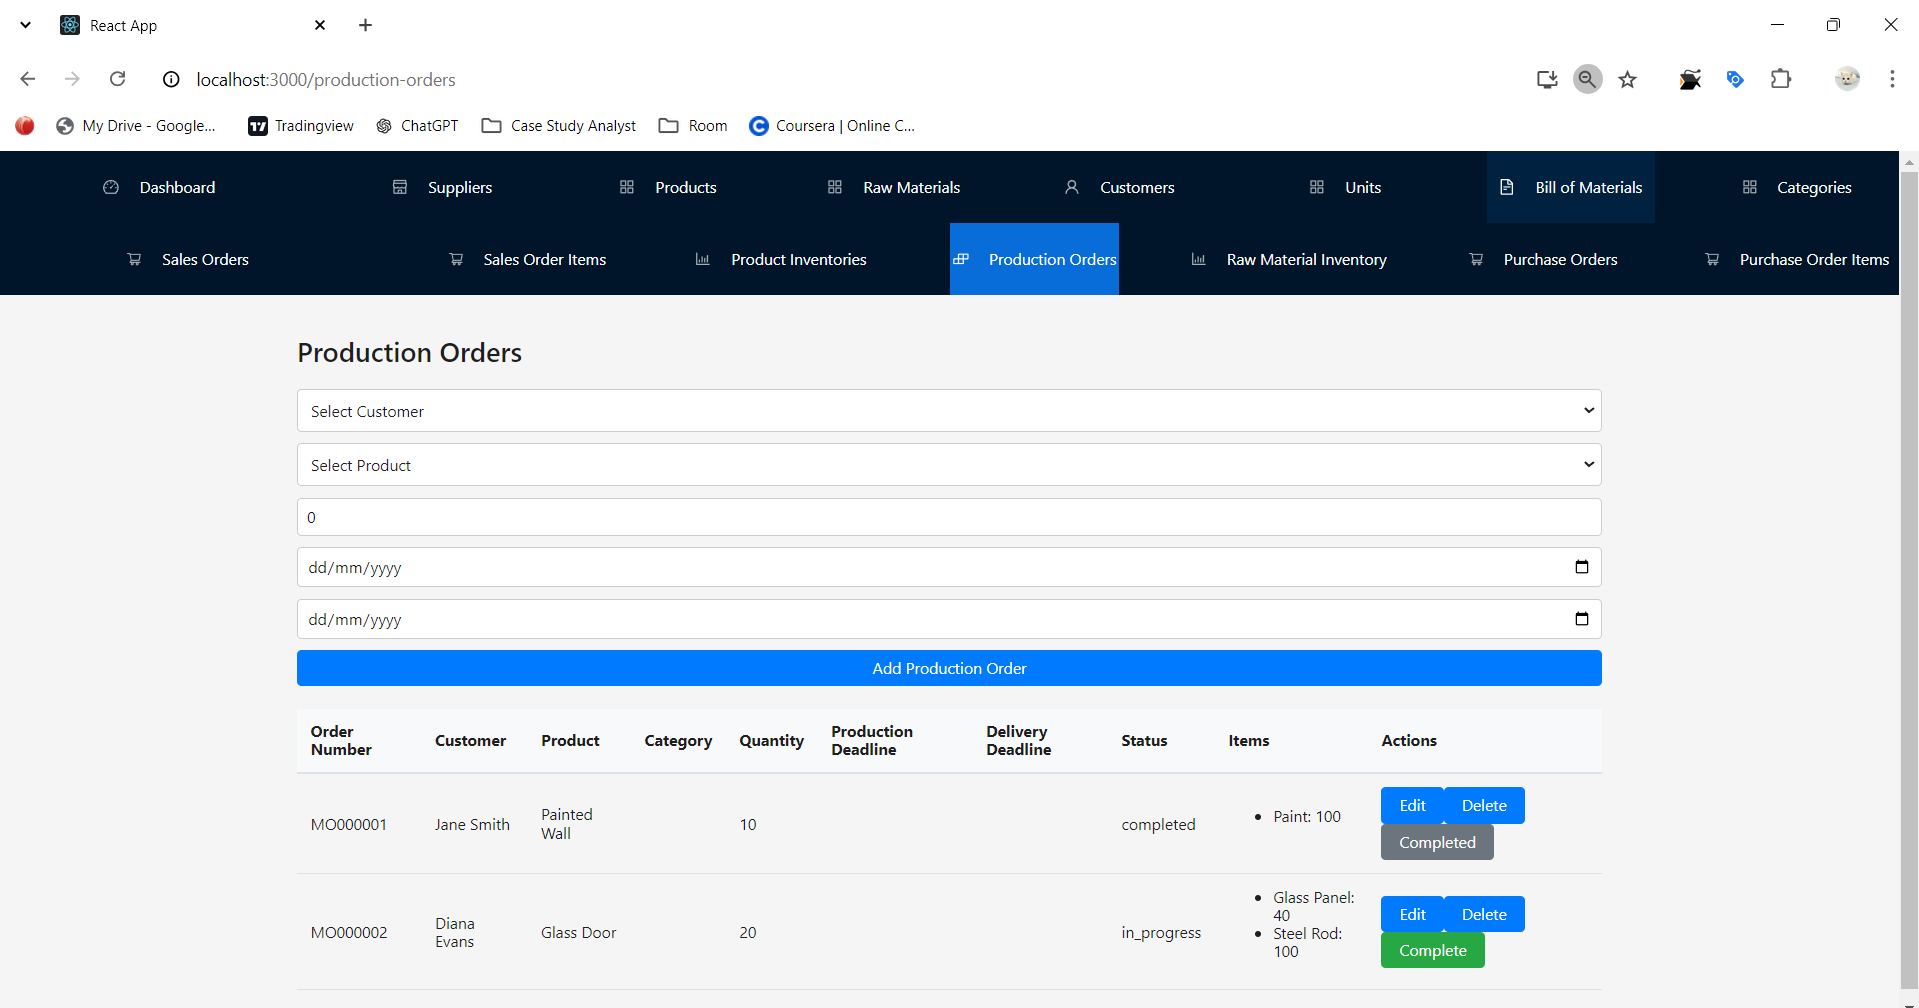 React App
localhost:3000/production-orders
My Drive - Google... Tradingview ChatGPT Case Study Analyst Room Coursera | Online C...
Dashboard Suppliers Products Raw Materials Customers Units Bill of Materials Categories
Sales Orders Sales Order Items Product Inventories Production Orders Raw Material Inventory Purchase Orders Purchase Order Items
Production Orders
Select Customer
Select Product
0
dd/mm/yyyy
dd/mm/yyyy
Add Production Order
Order Number Customer Product Category Quantity Production Deadline Delivery Deadline Status Items Actions
MO000001 Jane Smith Painted Wall 10 completed • Paint: 100 Edit Delete
Completed
MO000002 Diana Evans Glass Door 20 in_progress • Glass Panel: 40 • Steel Rod: 100 Edit Delete
Complete